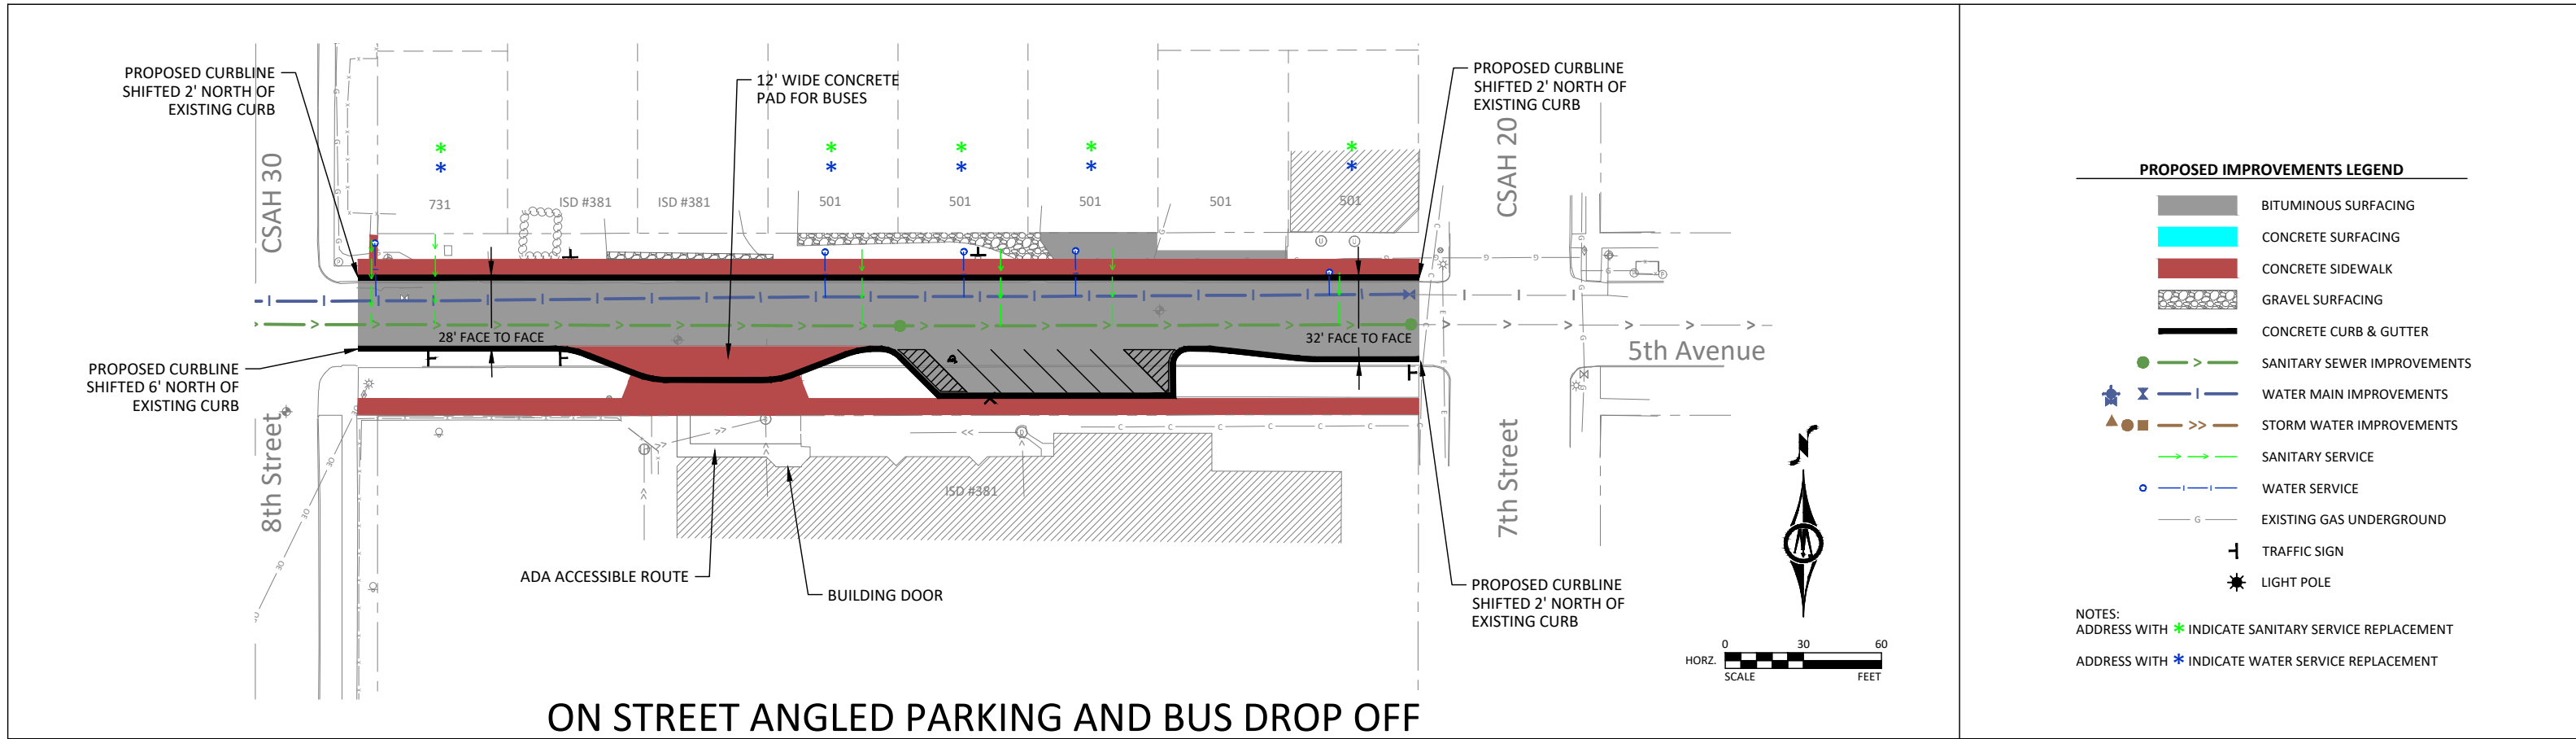 PROPOSED CURBLINE
SHIFTED 2' NORTH OF
EXISTING CURB
12' WIDE CONCRETE
PAD FOR BUSES
PROPOSED CURBLINE
SHIFTED 2' NORTH OF
EXISTING CURB
CSAH 30
CSAH 20
731
ISD #381
ISD #381
501
501
501
501
501
28' FACE TO FACE
32' FACE TO FACE
5th Avenue
PROPOSED CURBLINE
SHIFTED 6' NORTH OF
EXISTING CURB
8th Street
7th Street
ISD #381
ADA ACCESSIBLE ROUTE
BUILDING DOOR
PROPOSED CURBLINE
SHIFTED 2' NORTH OF
EXISTING CURB
N
0 30 60
HORZ.
SCALE FEET
ON STREET ANGLED PARKING AND BUS DROP OFF
PROPOSED IMPROVEMENTS LEGEND
BITUMINOUS SURFACING
CONCRETE SURFACING
CONCRETE SIDEWALK
GRAVEL SURFACING
CONCRETE CURB & GUTTER
SANITARY SEWER IMPROVEMENTS
WATER MAIN IMPROVEMENTS
STORM WATER IMPROVEMENTS
SANITARY SERVICE
WATER SERVICE
G EXISTING GAS UNDERGROUND
TRAFFIC SIGN
LIGHT POLE
NOTES:
ADDRESS WITH * INDICATE SANITARY SERVICE REPLACEMENT
ADDRESS WITH * INDICATE WATER SERVICE REPLACEMENT